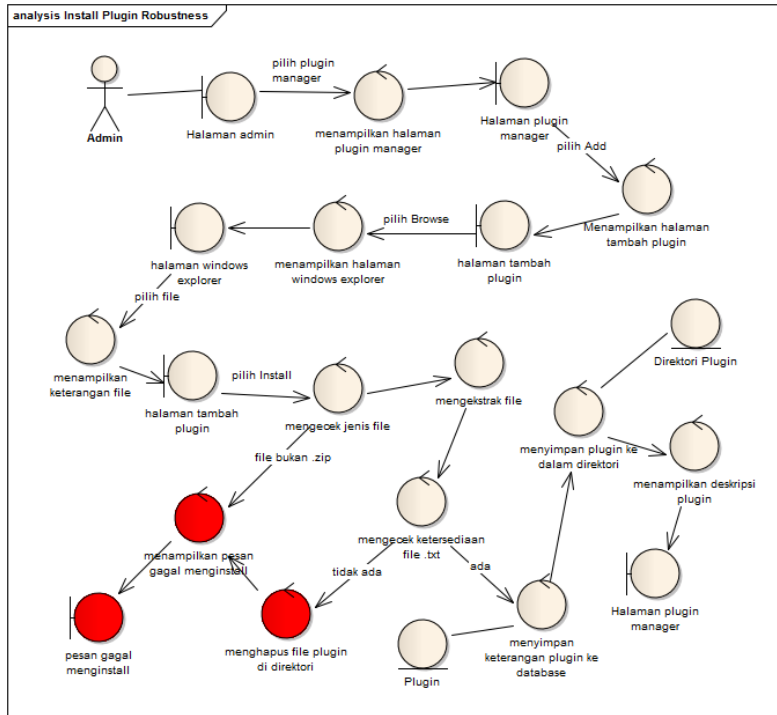 analysis Install Plugin Robustness
pilih plugin
manager
Admin
Halaman admin
menampilkan halaman
plugin manager
Halaman plugin
manager
pilih Add
Menampilkan halaman
tambah plugin
halaman tambah
plugin
pilih Browse
menampilkan halaman
windows explorer
halaman windows
explorer
pilih file
menampilkan
keterangan file
halaman tambah
plugin
pilih Install
mengecek jenis file
mengekstrak file
Direktori Plugin
menyimpan plugin ke
dalam direktori
menampilkan deskripsi
plugin
Halaman plugin
manager
file bukan .zip
mengecek ketersediaan
file .txt
menampilkan pesan
gagal menginstall
tidak ada
ada
pesan gagal
menginstall
menghapus file plugin
di direktori
Plugin
menyimpan
keterangan plugin ke
database